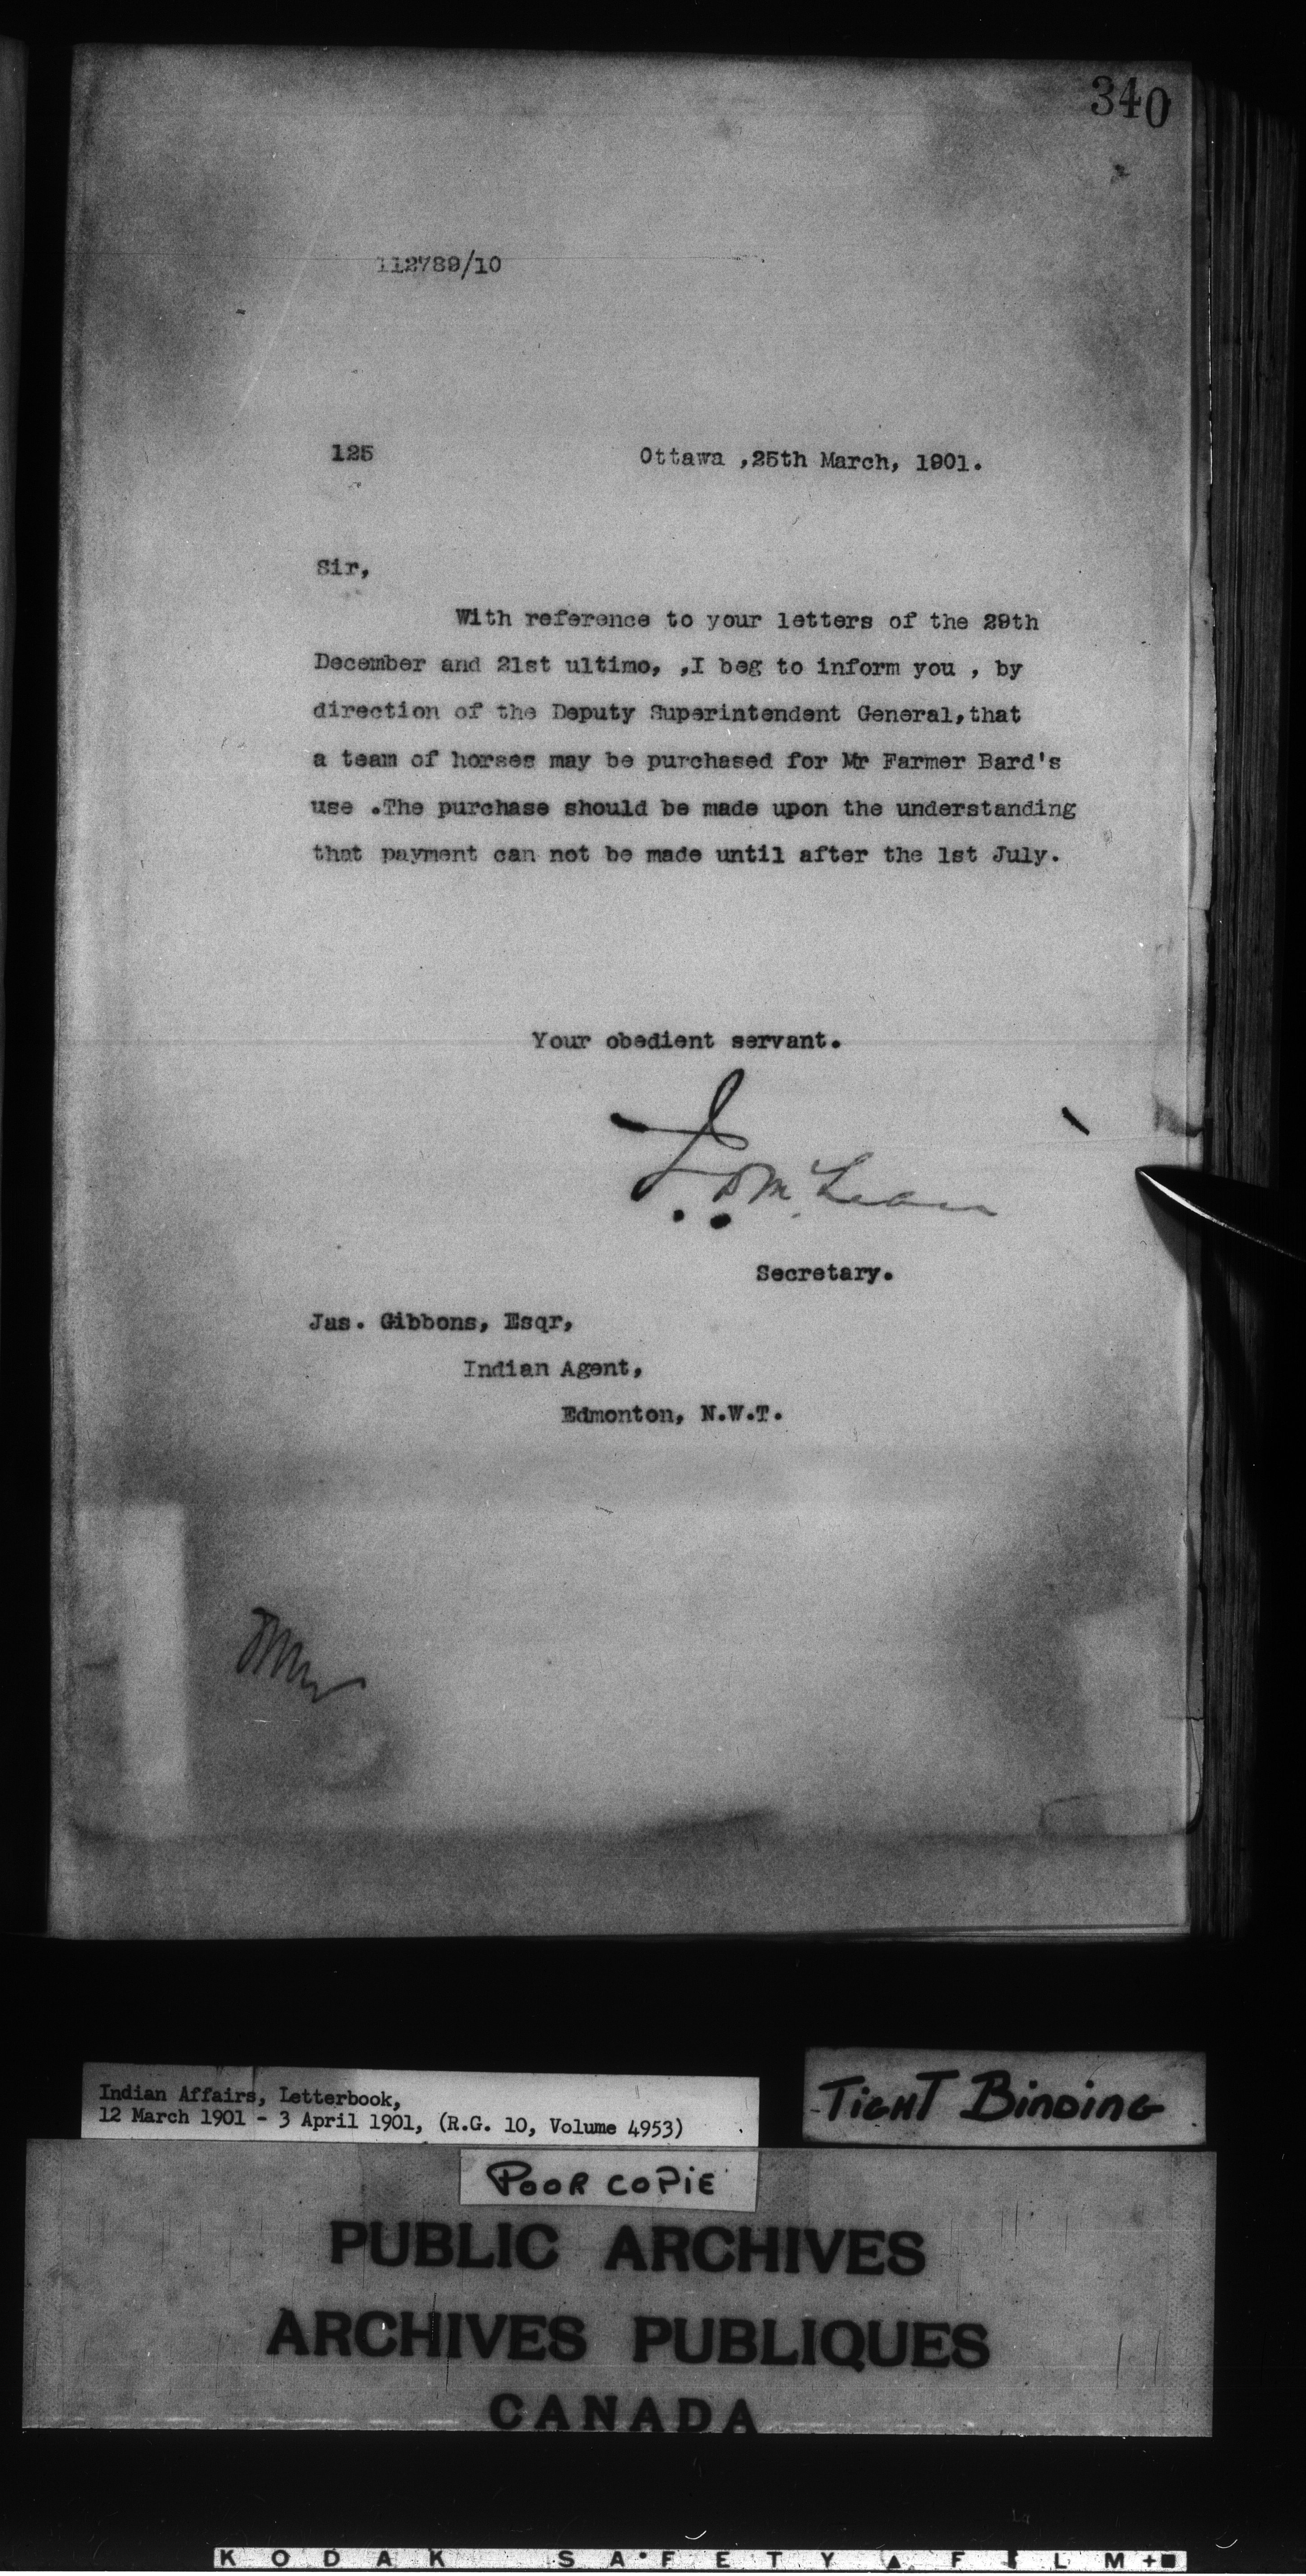 340
112789/10
125 Ottawa ,25th March, 1901.
Sir,
With reference to your letters of the 29th
December and 21st ultimo, ,I beg to inform you , by
direction of the Deputy Superintendent General,that
a team of horses may be purchased for Mr Farmer Bard's
use .The purchase should be made upon the understanding
that payment can not be made until after the 1st July.
Your obedient servant.
J. D. McLean
Secretary.
Jas. Gibbons, Esqr,
Indian Agent,
Edmonton, N.W.T.
Indian Affairs, Letterbook,
12 March 1901 - 3 April 1901, (R.G. 10, Volume 4953)
TIGHT BINDING
POOR COPIE
PUBLIC ARCHIVES
ARCHIVES PUBLIQUES
CANADA
KODAK SAFETY FILM